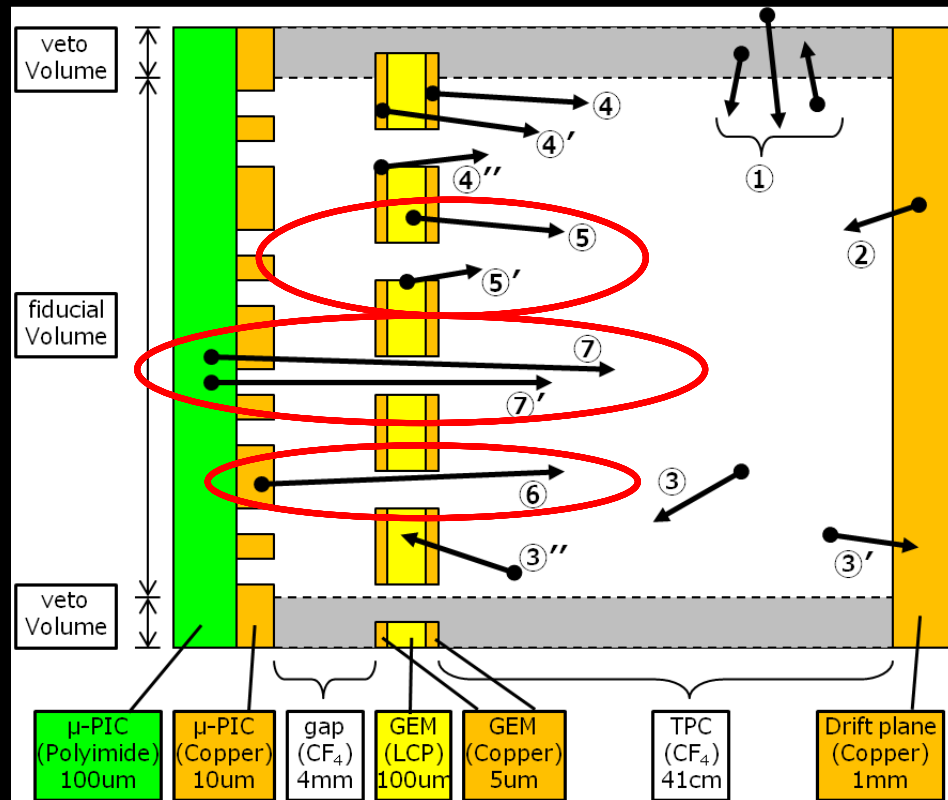 veto
Volume
④
④′
④′′
①
⑤
②
⑤′
fiducial
Volume
⑦
⑦′
⑥
③
③′′
③′
veto
Volume
μ-PIC
(Polyimide)
100um
μ-PIC
(Copper)
10um
gap
(CF₄)
4mm
GEM
(LCP)
100um
GEM
(Copper)
5um
TPC
(CF₄)
41cm
Drift plane
(Copper)
1mm